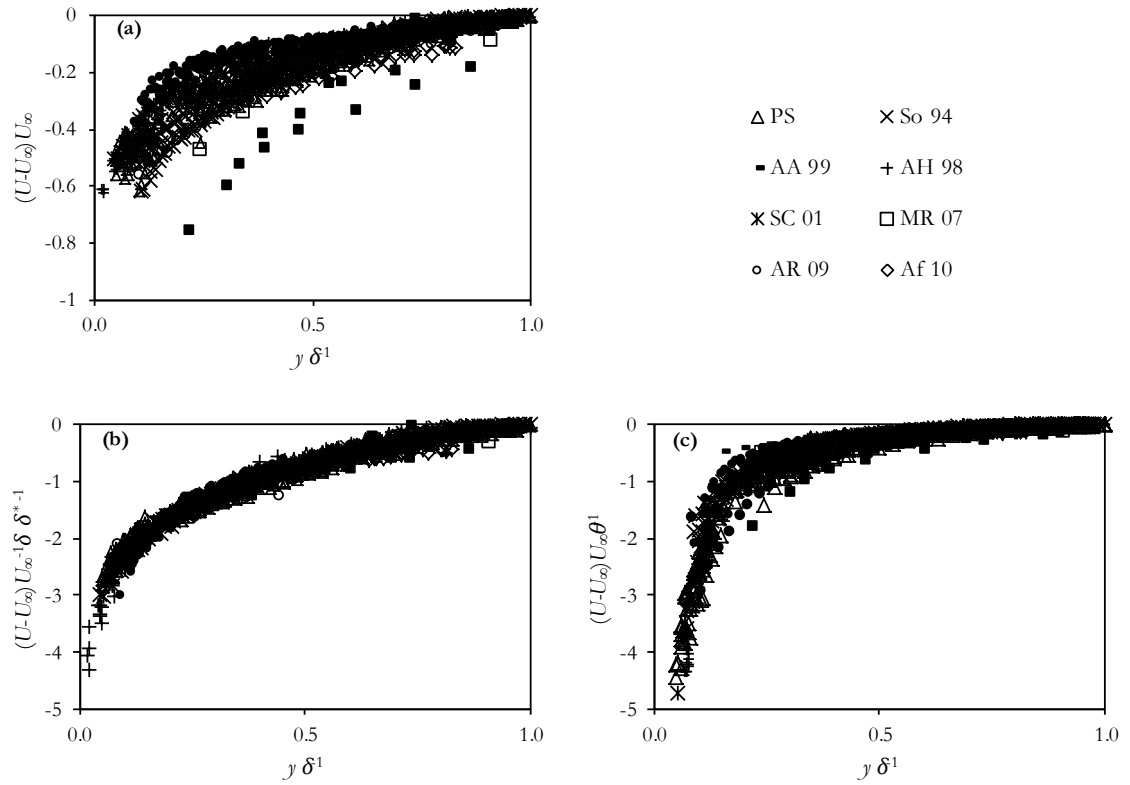 0
(a)
-0.2
-0.4
-0.6
-0.8
-1
(U-U∞) U∞
0.0 0.5 1.0
y δ¹
PS So 94
AA 99 AH 98
SC 01 MR 07
AR 09 Af 10
0
(b)
-1
-2
-3
-4
-5
(U-U∞) U∞⁻¹δ δ*⁻¹
0.0 0.5 1.0
y δ¹
0
(c)
-1
-2
-3
-4
-5
(U-U∞) U∞θ¹
0.0 0.5 1.0
y δ¹